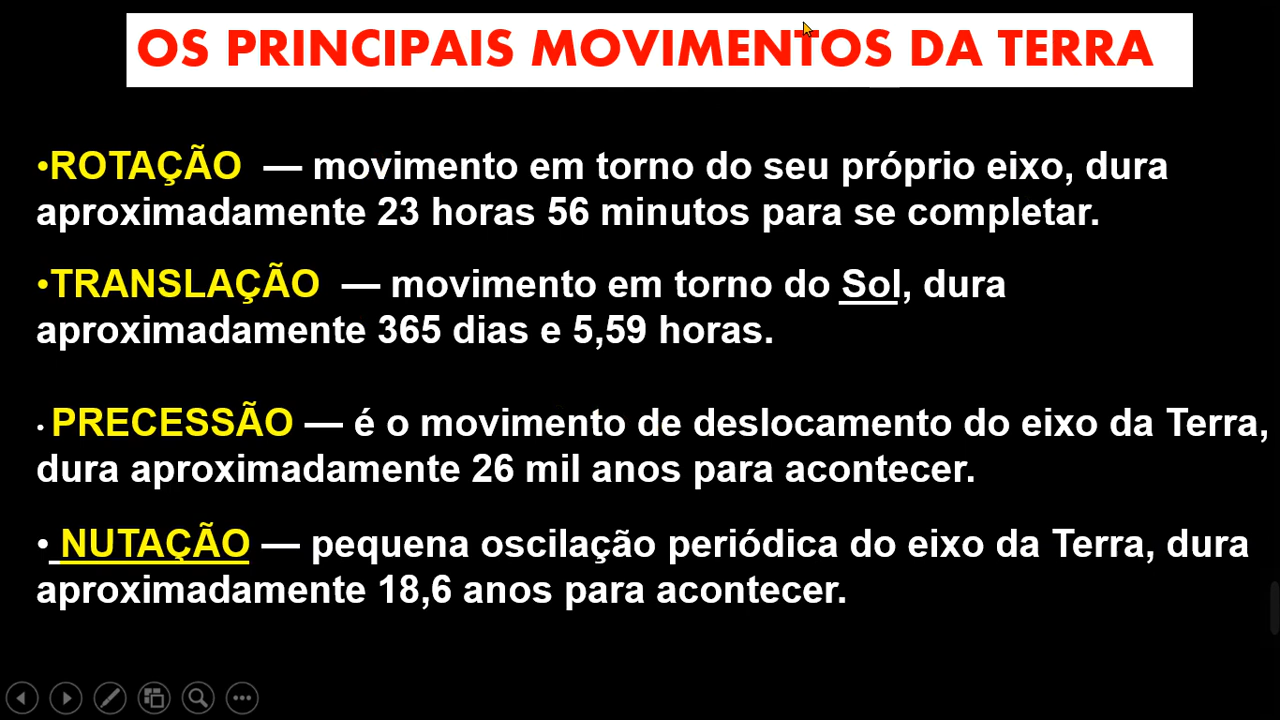 OS PRINCIPAIS MOVIMENTOS DA TERRA
•ROTAÇÃO — movimento em torno do seu próprio eixo, dura
aproximadamente 23 horas 56 minutos para se completar.
•TRANSLAÇÃO — movimento em torno do Sol, dura
aproximadamente 365 dias e 5,59 horas.
• PRECESSÃO — é o movimento de deslocamento do eixo da Terra,
dura aproximadamente 26 mil anos para acontecer.
• NUTAÇÃO — pequena oscilação periódica do eixo da Terra, dura
aproximadamente 18,6 anos para acontecer.